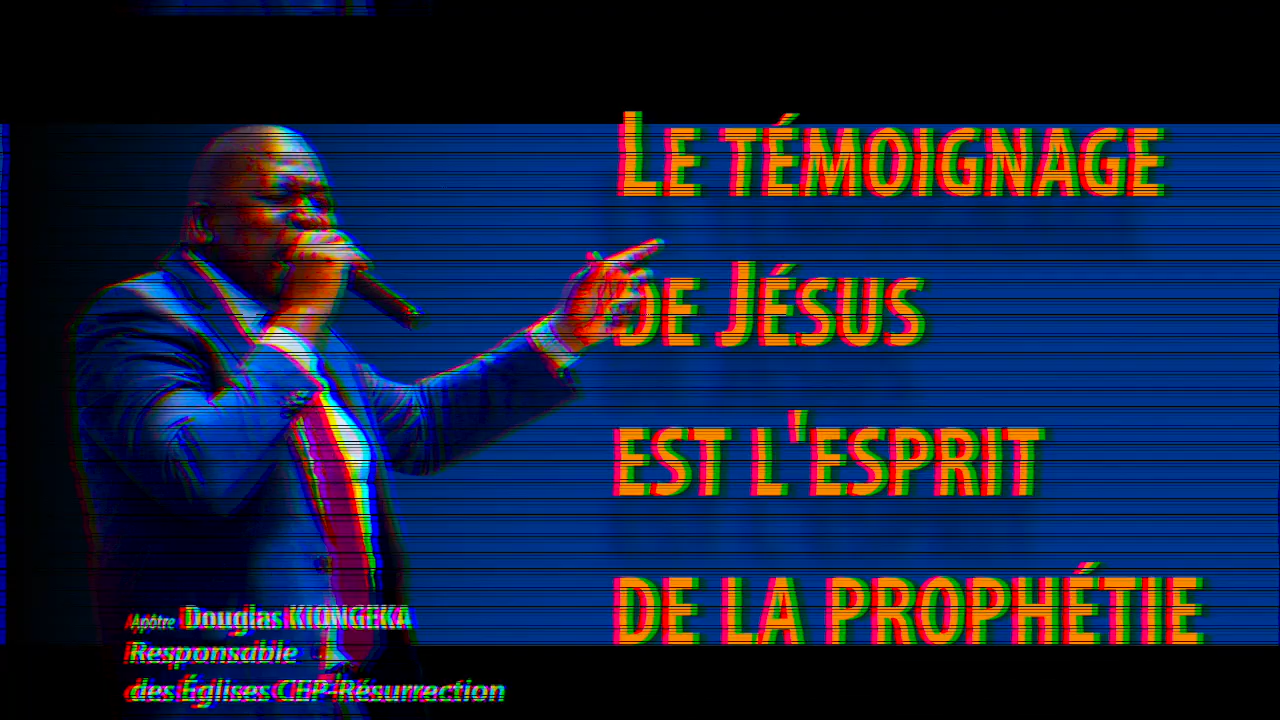 Le témoignage
de Jésus
est l'esprit
de la prophétie
Apôtre Douglas KIONGEKA
Responsable
des Églises CEP-Résurrection